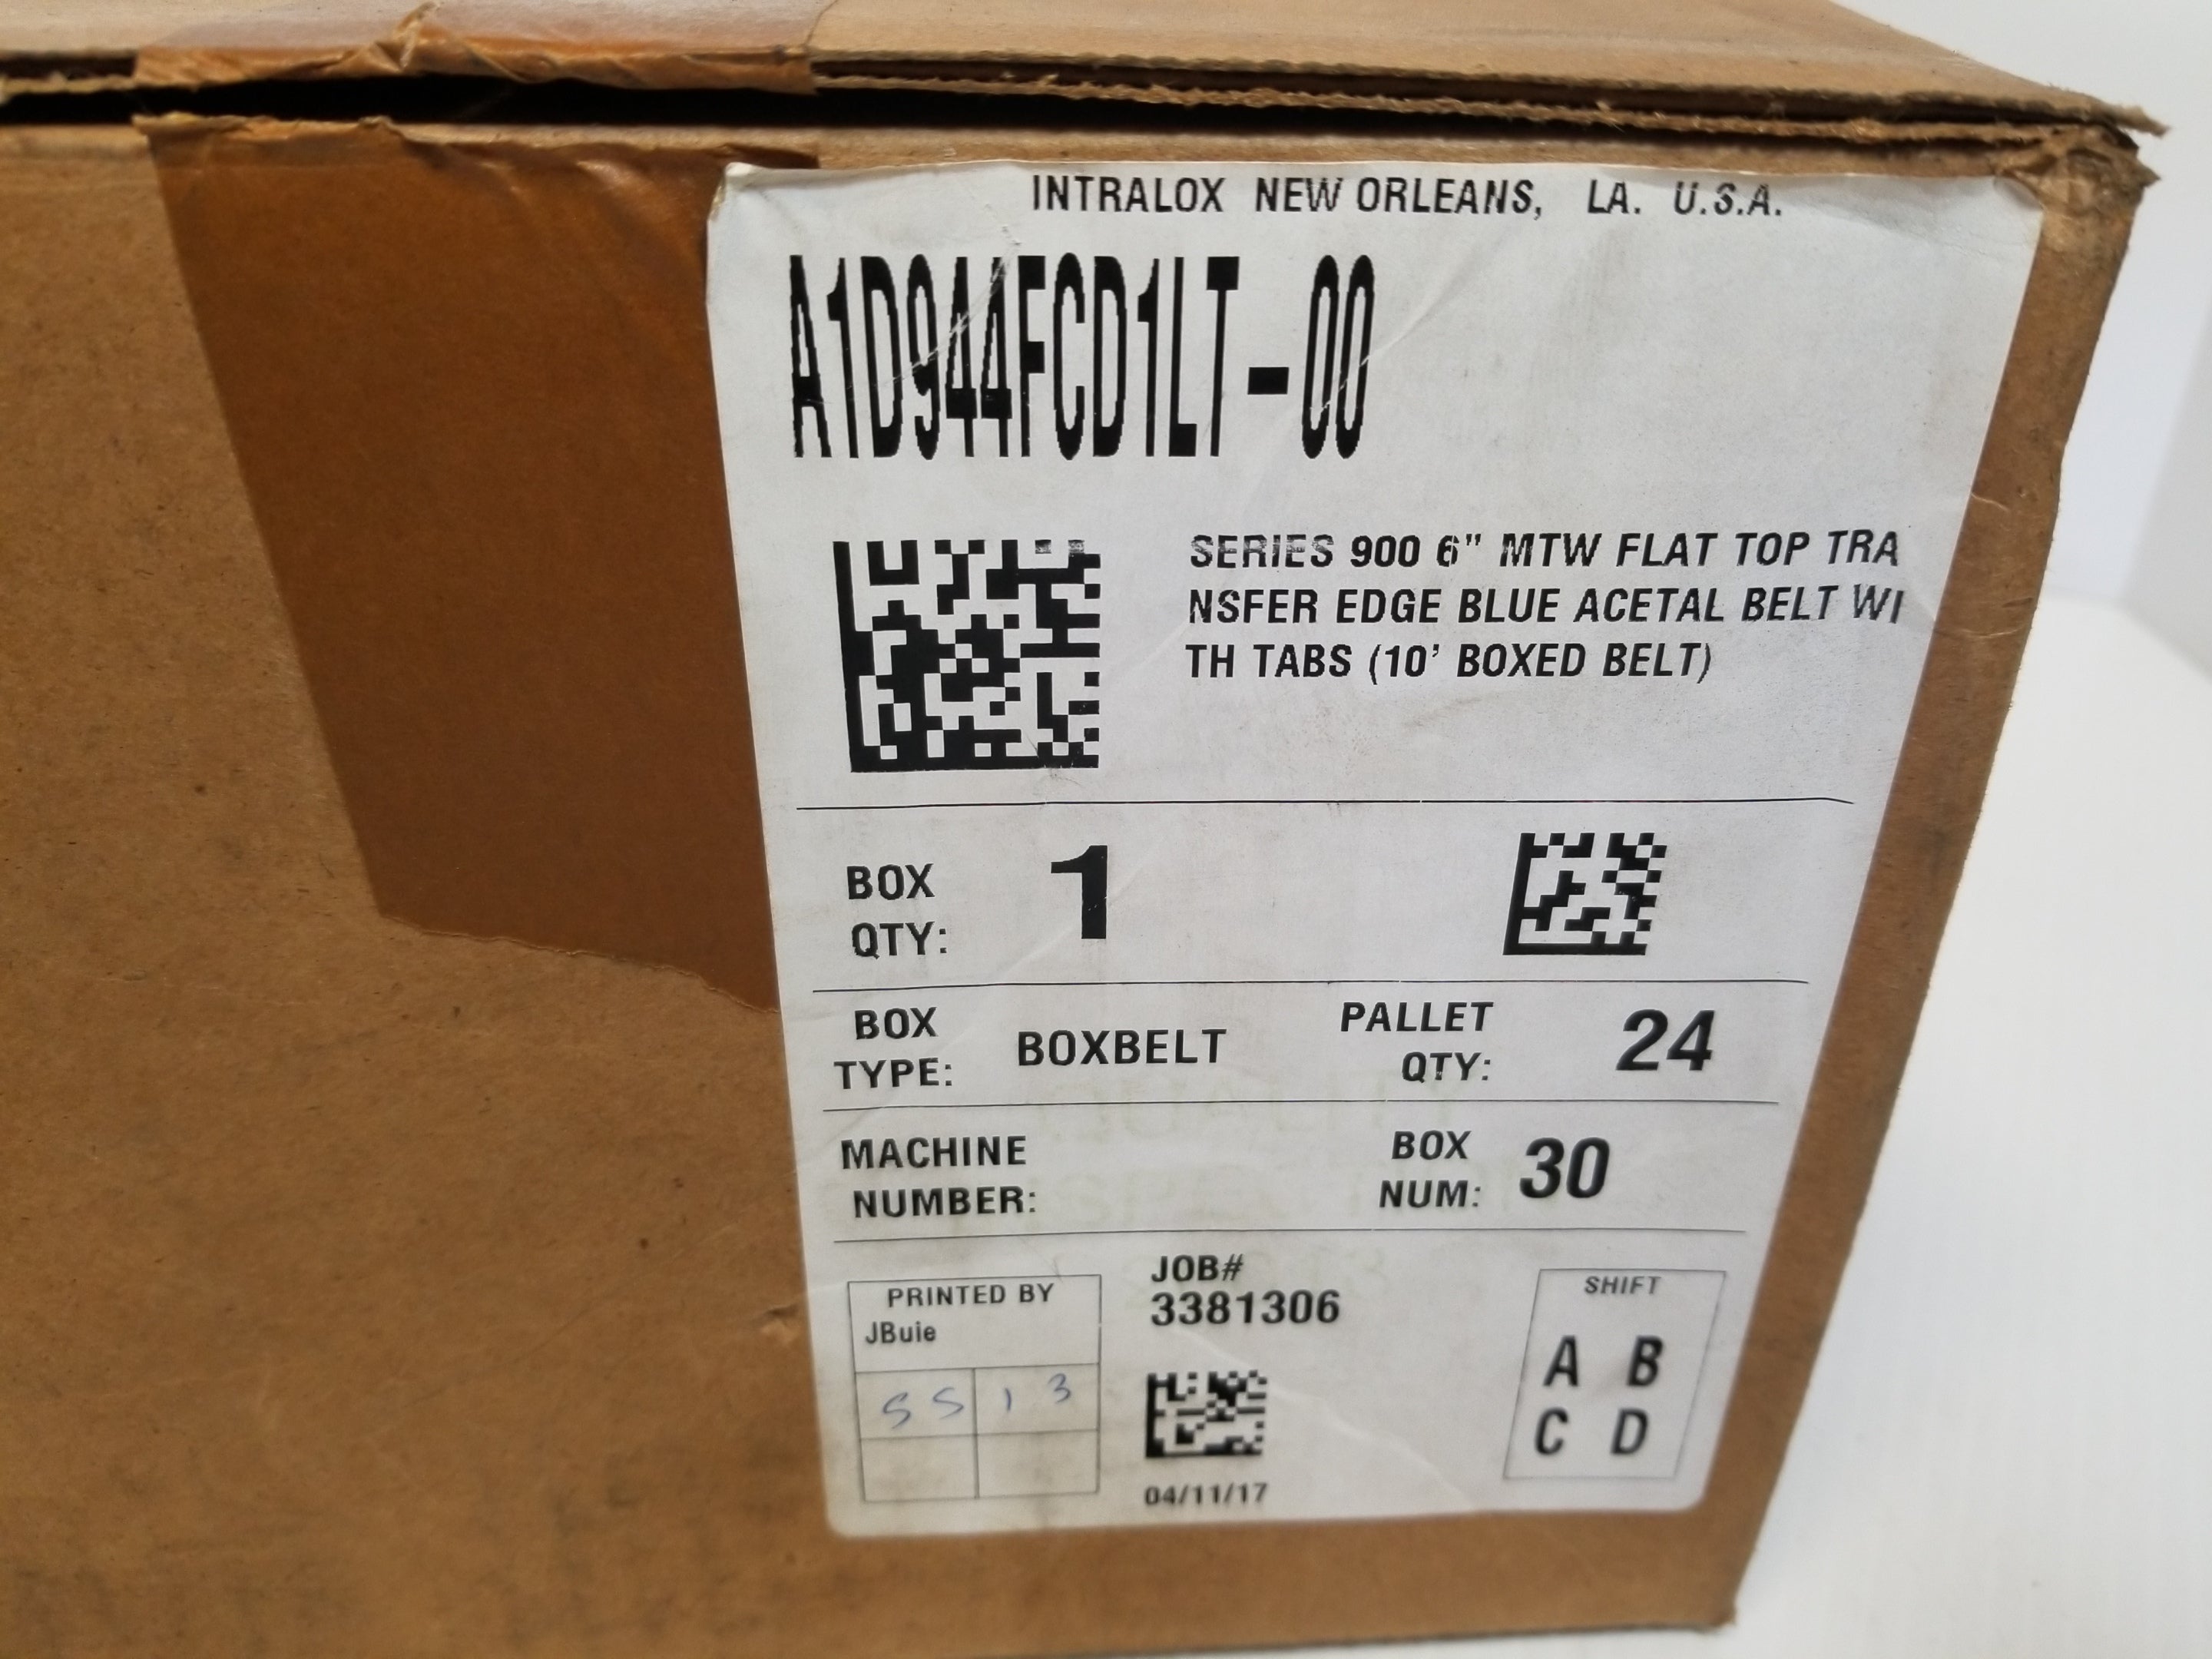 INTRALOX NEW ORLEANS, LA. U.S.A.
A1D944FCD1LT-00
SERIES 900 6" MTW FLAT TOP TRA
NSFER EDGE BLUE ACETAL BELT WI
TH TABS (10' BOXED BELT)
BOX QTY: 1
BOX TYPE: BOXBELT
PALLET QTY: 24
MACHINE NUMBER:
BOX NUM: 30
PRINTED BY
JBuie
SS 13
JOB#
3381306
04/11/17
SHIFT
A B
C D